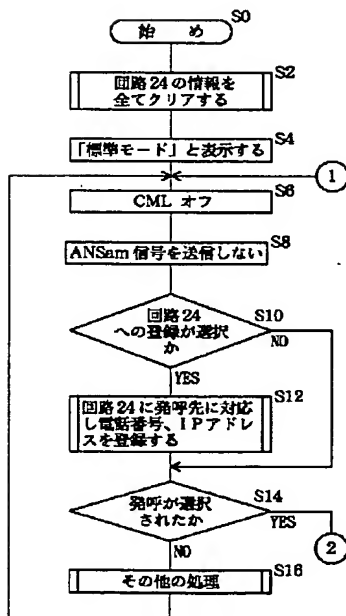 S0
始め
S2
回路24の情報を
全てクリアする
S4
「標準モード」と表示する
1
S6
CML オフ
S8
ANSam 信号を送信しない
S10
回路24
への登録が選択
か
NO
YES
S12
回路24に発呼先に対応
し電話番号、IPアドレ
スを登録する
S14
発呼が選択
されたか
YES
2
NO
S16
その他の処理